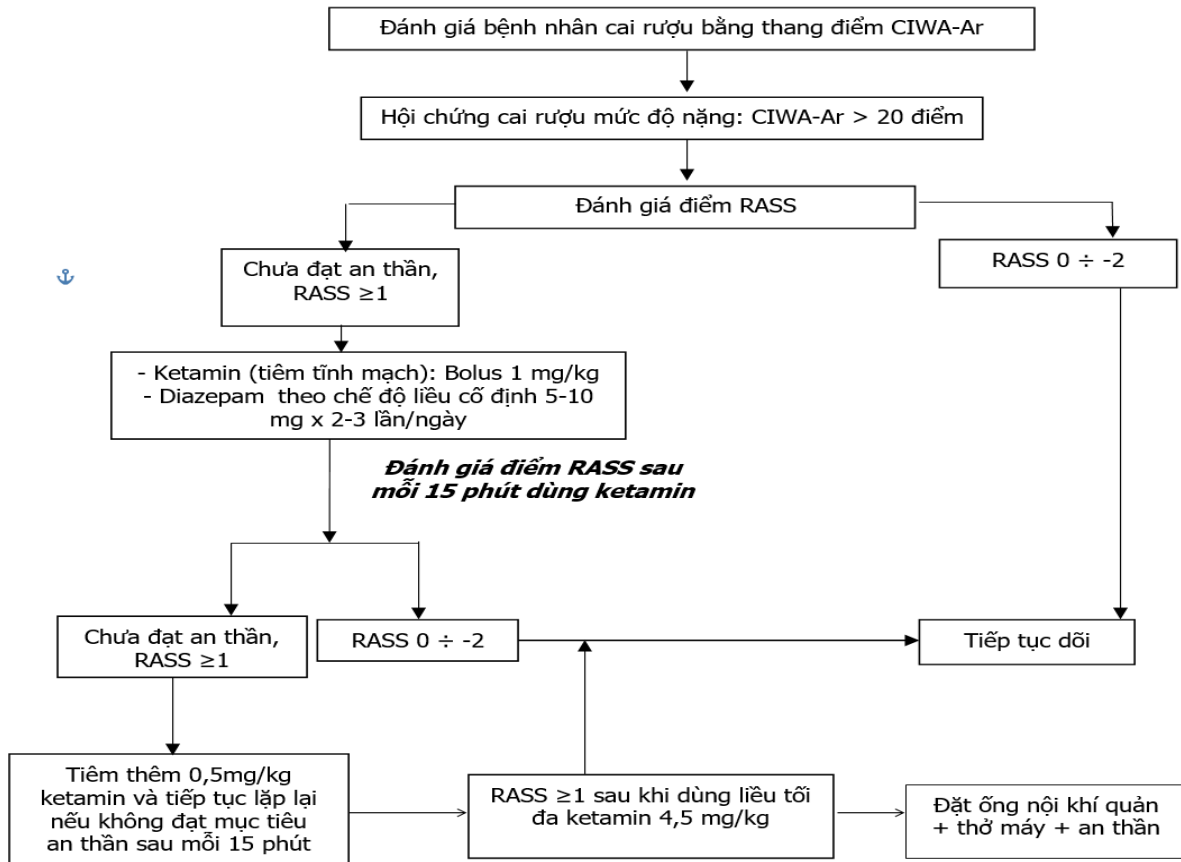 Đánh giá bệnh nhân cai rượu bằng thang điểm CIWA-Ar
Hội chứng cai rượu mức độ nặng: CIWA-Ar > 20 điểm
Đánh giá điểm RASS
Chưa đạt an thần,
RASS ≥1
RASS 0 ÷ -2
- Ketamin (tiêm tĩnh mạch): Bolus 1 mg/kg
- Diazepam theo chế độ liều cố định 5-10
mg x 2-3 lần/ngày
Đánh giá điểm RASS sau
mỗi 15 phút dùng ketamin
Chưa đạt an thần,
RASS ≥1
RASS 0 ÷ -2
Tiếp tục dõi
Tiêm thêm 0,5mg/kg
ketamin và tiếp tục lặp lại
nếu không đạt mục tiêu
an thần sau mỗi 15 phút
RASS ≥1 sau khi dùng liều tối
đa ketamin 4,5 mg/kg
Đặt ống nội khí quản
+ thở máy + an thần